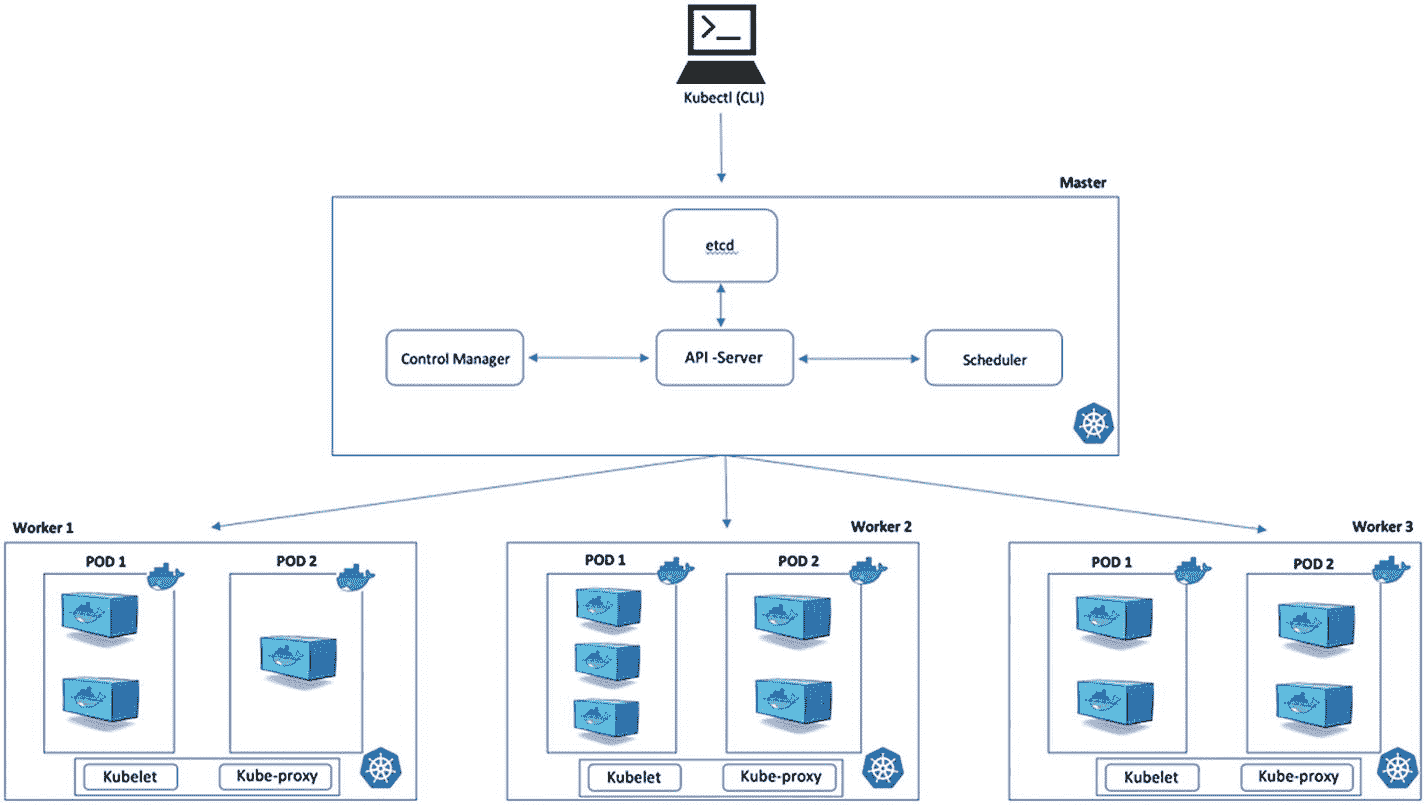 Kubectl (CLI)
Master
etcd
Control Manager
API -Server
Scheduler
Worker 1
POD 1
POD 2
Kubelet
Kube-proxy
Worker 2
POD 1
POD 2
Kubelet
Kube-proxy
Worker 3
POD 1
POD 2
Kubelet
Kube-proxy